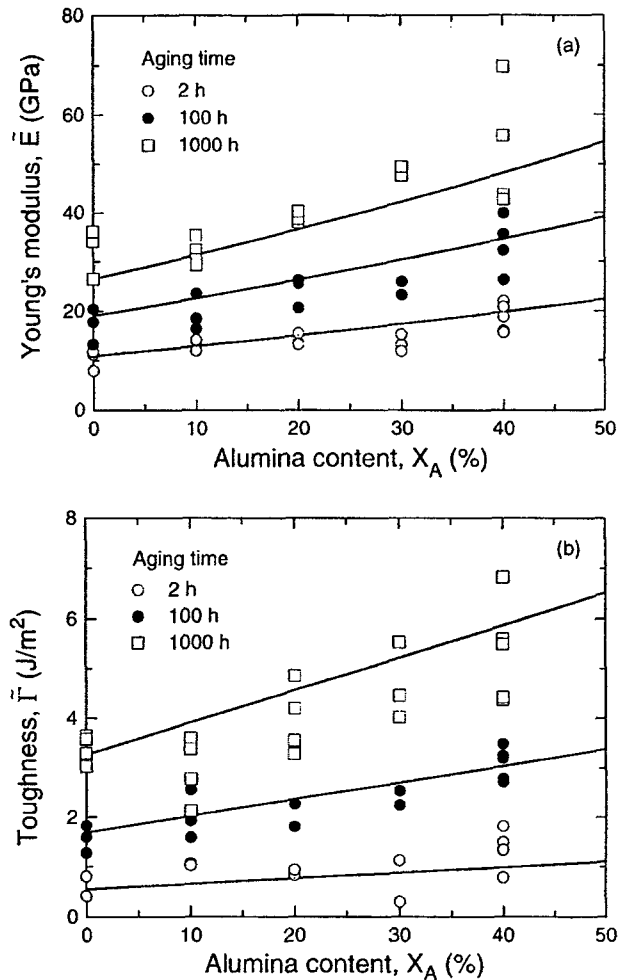 80
60
40
20
0
Young's modulus, Ẽ (GPa)
(a)
Aging time
2 h
100 h
1000 h
0 10 20 30 40 50
Alumina content, X_A (%)
8
6
4
2
0
Toughness, Γ̃ (J/m²)
(b)
Aging time
2 h
100 h
1000 h
0 10 20 30 40 50
Alumina content, X_A (%)